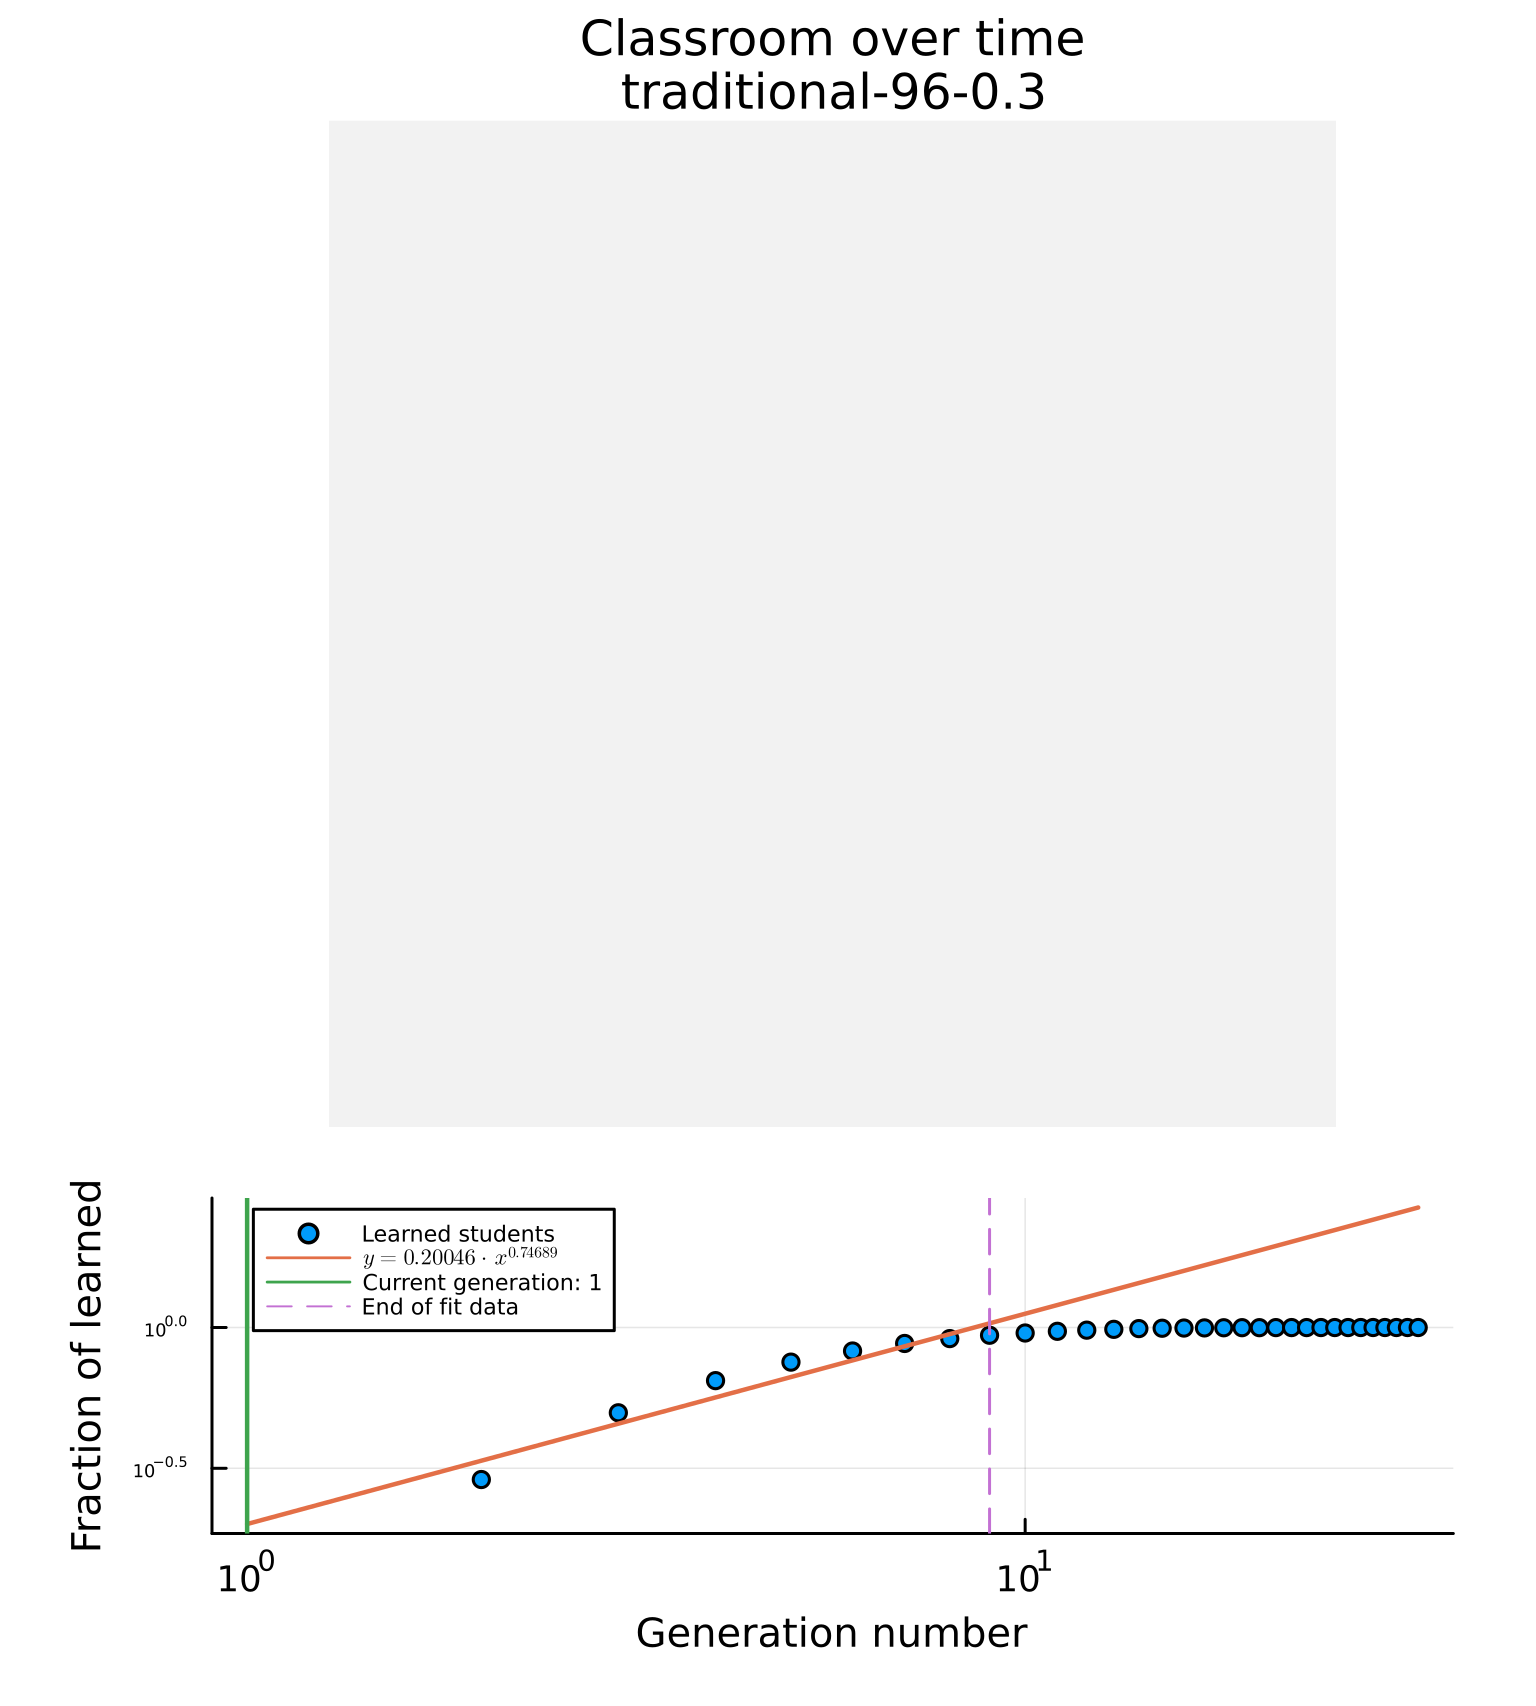 Classroom over time
traditional-96-0.3
Fraction of learned
Learned students
y = 0.20046 · x^0.74689
Current generation: 1
End of fit data
10^0.0
10^−0.5
10^0
10^1
Generation number